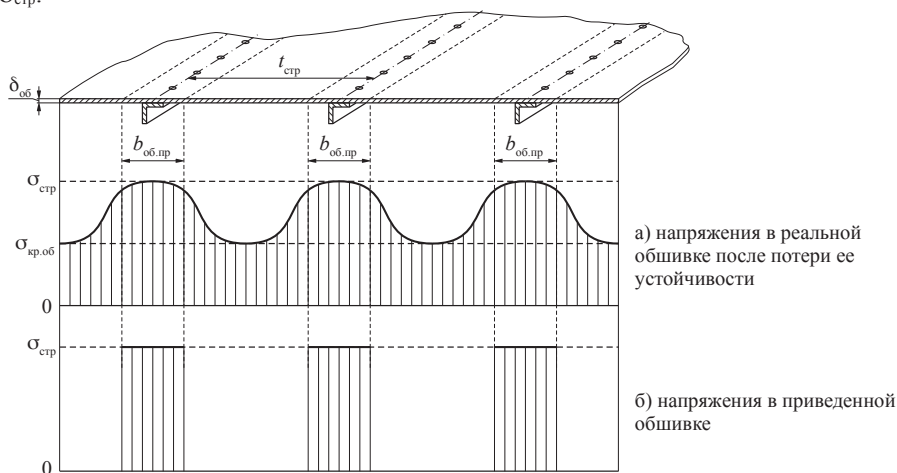 σстр.
tстр
δоб
bоб.пр
bоб.пр
bоб.пр
σстр
σкр.об
0
а) напряжения в реальной
обшивке после потери ее
устойчивости
σстр
0
б) напряжения в приведенной
обшивке